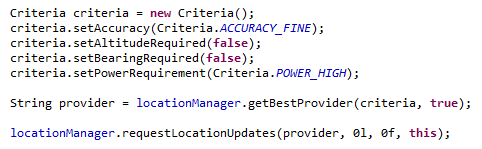 Criteria criteria = new Criteria();
criteria.setAccuracy(Criteria.ACCURACY_FINE);
criteria.setAltitudeRequired(false);
criteria.setBearingRequired(false);
criteria.setPowerRequirement(Criteria.POWER_HIGH);
String provider = locationManager.getBestProvider(criteria, true);
locationManager.requestLocationUpdates(provider, 0l, 0f, this);